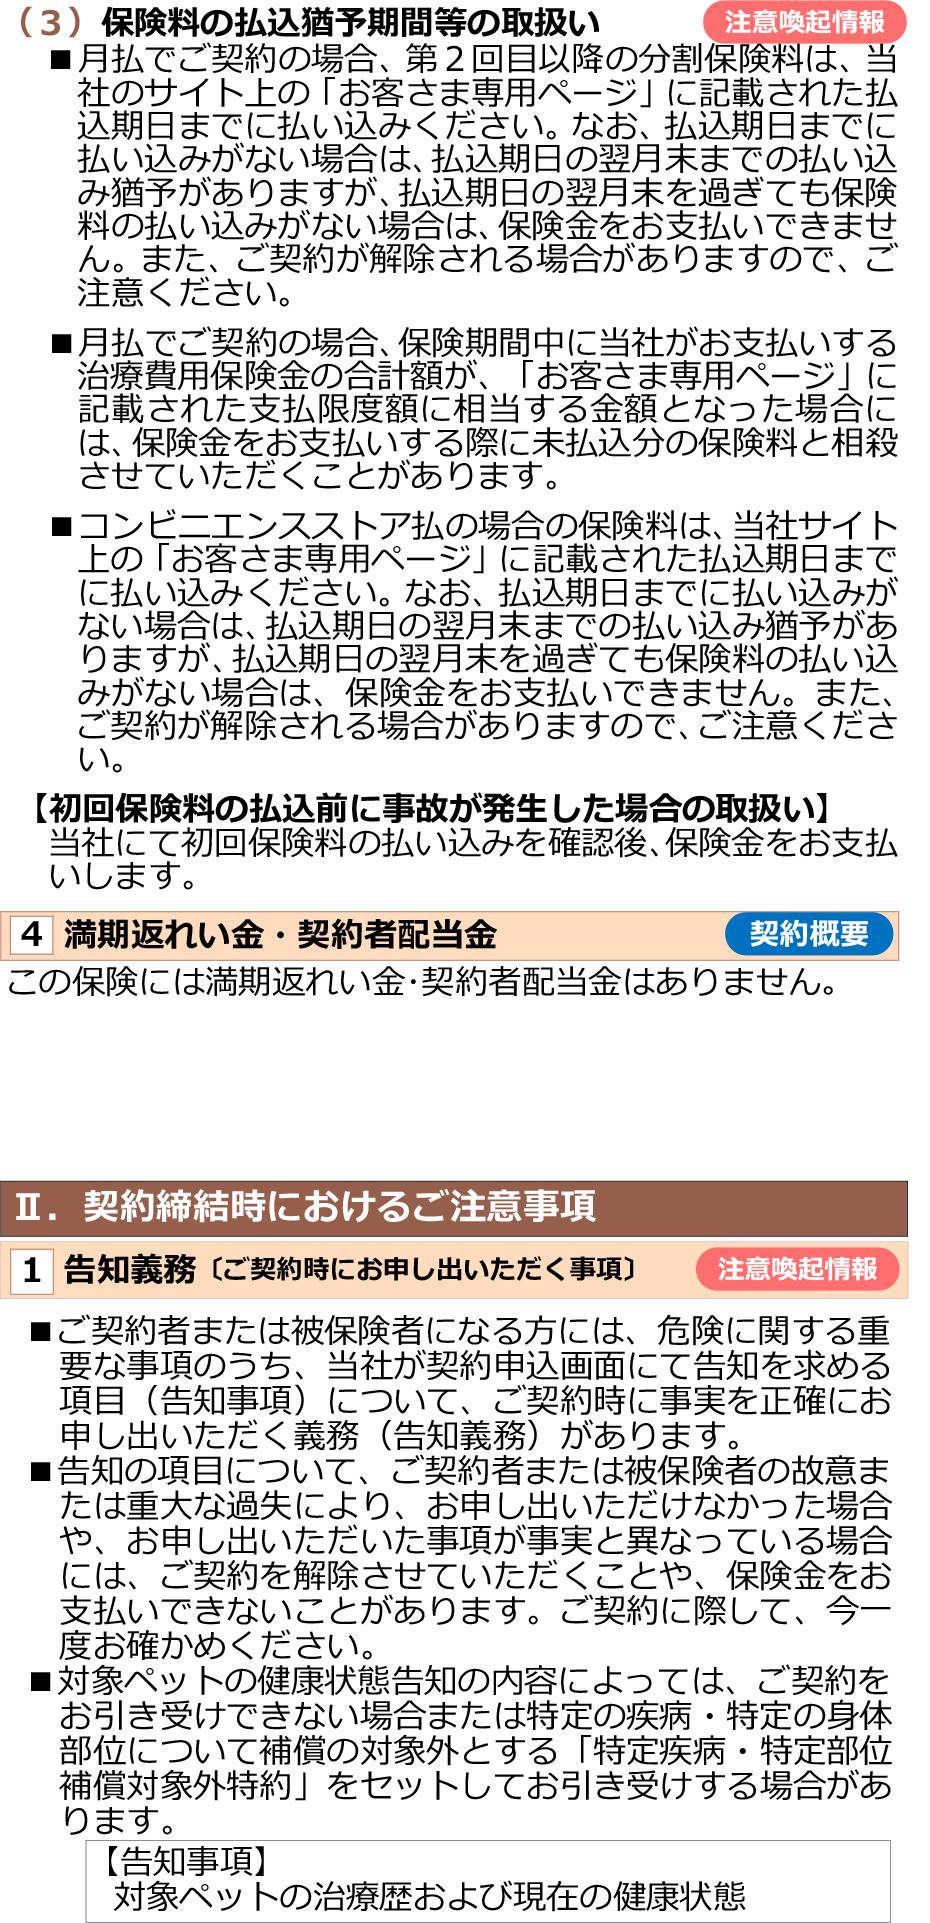 （３）保険料の払込猶予期間等の取扱い 注意喚起情報
■月払でご契約の場合、第２回目以降の分割保険料は、当
社のサイト上の「お客さま専用ページ」に記載された払
込期日までに払い込みください。なお、払込期日までに
払い込みがない場合は、払込期日の翌月末までの払い込
み猶予がありますが、払込期日の翌月末を過ぎても保険
料の払い込みがない場合は、保険金をお支払いできませ
ん。また、ご契約が解除される場合がありますので、ご
注意ください。
■月払でご契約の場合、保険期間中に当社がお支払いする
治療費用保険金の合計額が、「お客さま専用ページ」に
記載された支払限度額に相当する金額となった場合に
は、保険金をお支払いする際に未払込分の保険料と相殺
させていただくことがあります。
■コンビニエンスストア払の場合の保険料は、当社サイト
上の「お客さま専用ページ」に記載された払込期日まで
に払い込みください。なお、払込期日までに払い込みが
ない場合は、払込期日の翌月末までの払い込み猶予があ
りますが、払込期日の翌月末を過ぎても保険料の払い込
みがない場合は、保険金をお支払いできません。また、
ご契約が解除される場合がありますので、ご注意くださ
い。
【初回保険料の払込前に事故が発生した場合の取扱い】
当社にて初回保険料の払い込みを確認後、保険金をお支払
いします。
4 満期返れい金・契約者配当金 契約概要
この保険には満期返れい金・契約者配当金はありません。
Ⅱ．契約締結時におけるご注意事項
1 告知義務〔ご契約時にお申し出いただく事項〕 注意喚起情報
■ご契約者または被保険者になる方には、危険に関する重
要な事項のうち、当社が契約申込画面にて告知を求める
項目（告知事項）について、ご契約時に事実を正確にお
申し出いただく義務（告知義務）があります。
■告知の項目について、ご契約者または被保険者の故意ま
たは重大な過失により、お申し出いただけなかった場合
や、お申し出いただいた事項が事実と異なっている場合
には、ご契約を解除させていただくことや、保険金をお
支払いできないことがあります。ご契約に際して、今一
度お確かめください。
■対象ペットの健康状態告知の内容によっては、ご契約を
お引き受けできない場合または特定の疾病・特定の身体
部位について補償の対象外とする「特定疾病・特定部位
補償対象外特約」をセットしてお引き受けする場合があ
ります。
【告知事項】
対象ペットの治療歴および現在の健康状態